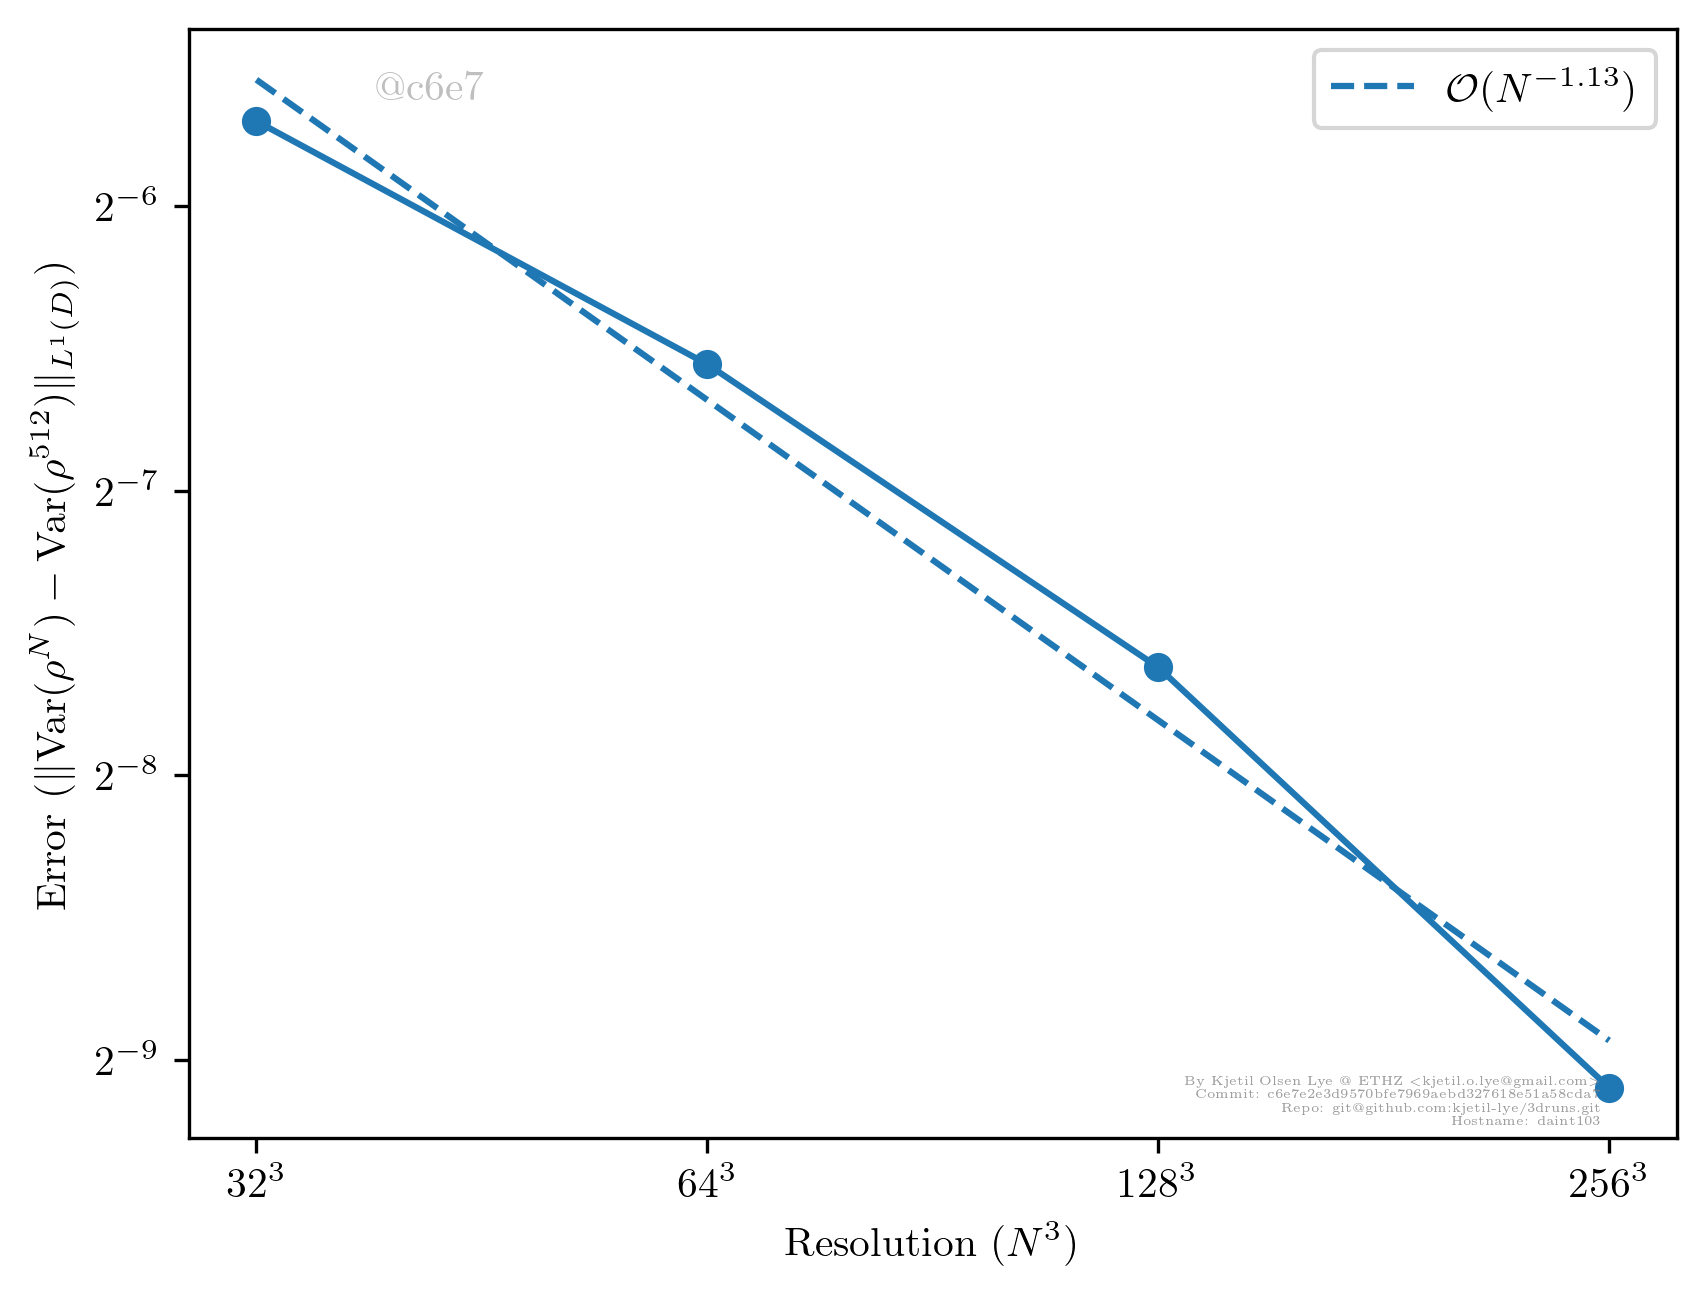 @c6e7
𝒪(N^{-1.13})
2^{-6}
2^{-7}
2^{-8}
2^{-9}
Error (‖Var(ρ^N) − Var(ρ^{512})‖_{L^1(D)})
By Kjetil Olsen Lye @ ETHZ <kjetil.o.lye@gmail.com>
Commit: c6e7e2e3d9570bfe7969aebd327618e51a58cda7
Repo: git@github.com:kjetil-lye/3druns.git
Hostname: daint103
32^3
64^3
128^3
256^3
Resolution (N^3)